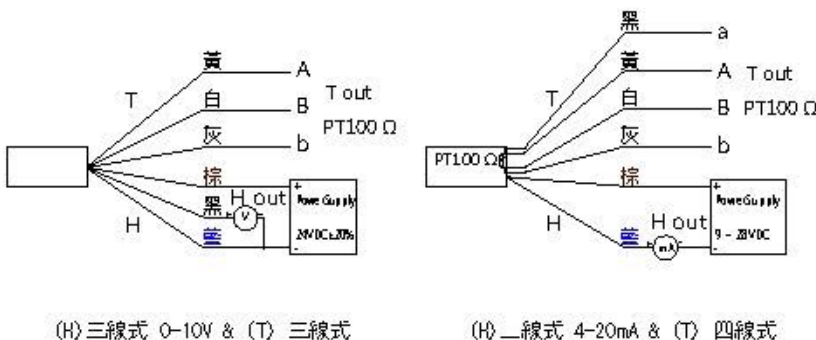 黃 A
T
T out
白 B
PT100 Ω
灰 b
棕
+
H out
Power Supply
黑
V
H
24VDC±20%
藍
-
(H) 三線式 0-10V & (T) 三線式
黑 a
黃 A
T out
T
白 B
PT100 Ω
灰 b
PT100 Ω
棕
+
Power Supply
H
H out
9 - 28VDC
藍
mA
-
(H) 二線式 4-20mA & (T) 四線式